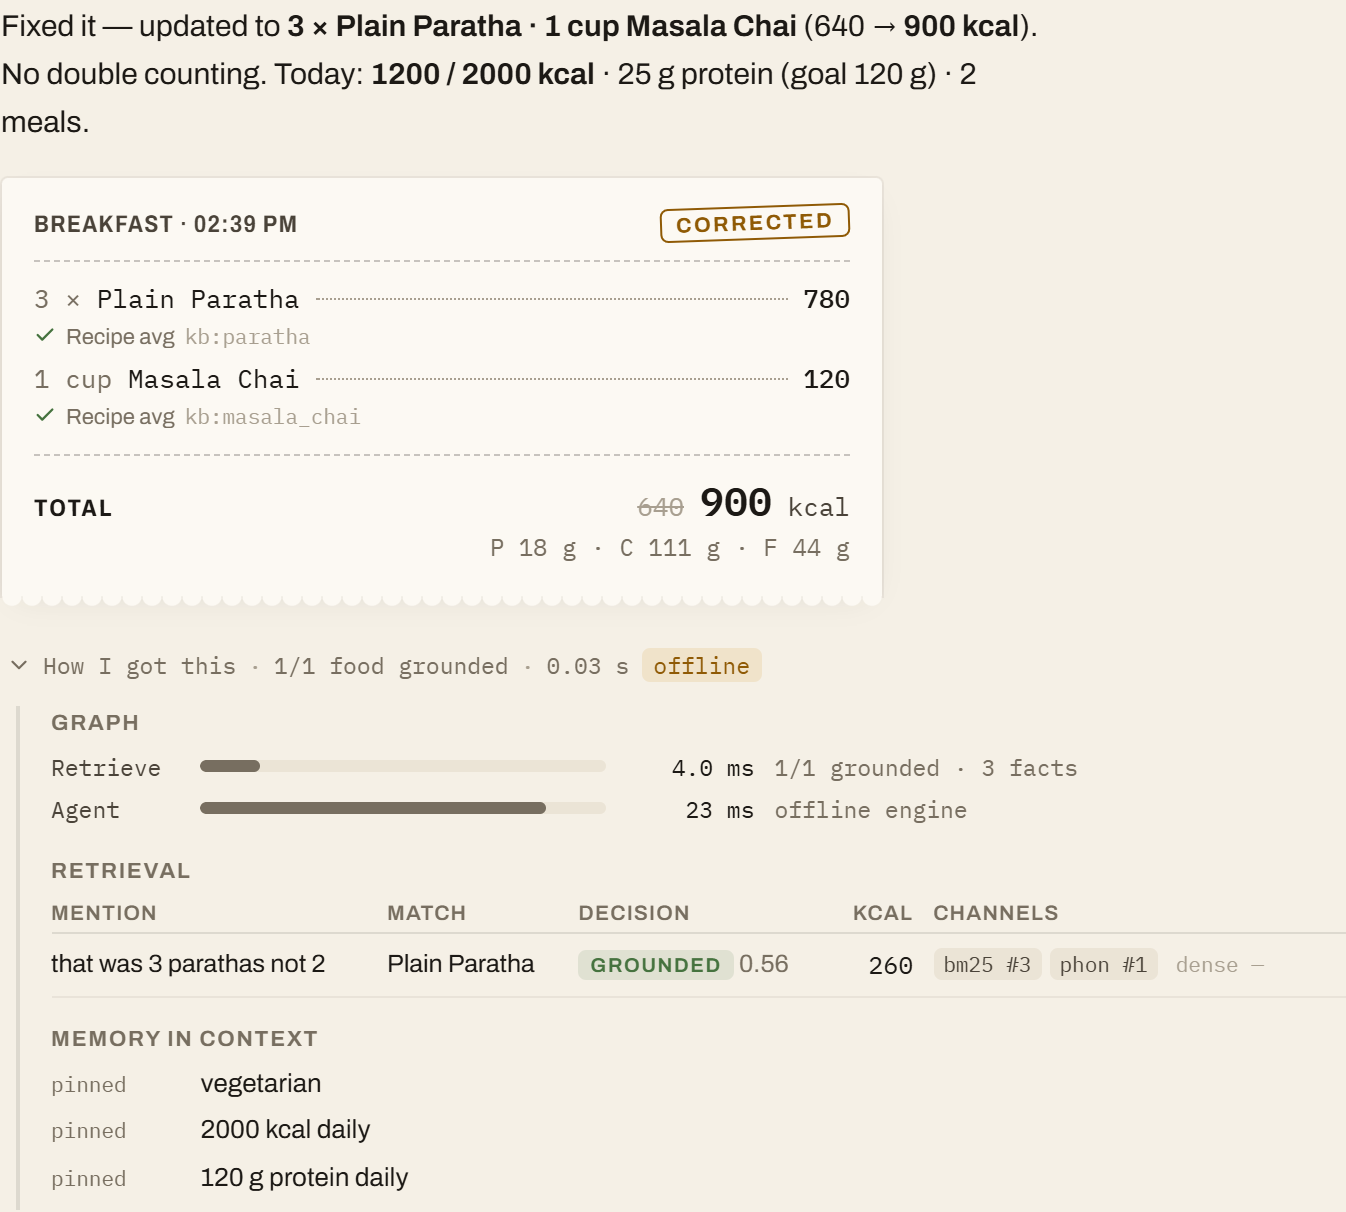 Fixed it — updated to 3 × Plain Paratha · 1 cup Masala Chai (640 → 900 kcal).
No double counting. Today: 1200 / 2000 kcal · 25 g protein (goal 120 g) · 2
meals.
BREAKFAST · 02:39 PM CORRECTED
3 × Plain Paratha 780
Recipe avg kb:paratha
1 cup Masala Chai 120
Recipe avg kb:masala_chai
TOTAL 640 900 kcal
P 18 g · C 111 g · F 44 g
How I got this · 1/1 food grounded · 0.03 s offline
GRAPH
Retrieve 4.0 ms 1/1 grounded · 3 facts
Agent 23 ms offline engine
RETRIEVAL
MENTION MATCH DECISION KCAL CHANNELS
that was 3 parathas not 2 Plain Paratha GROUNDED 0.56 260 bm25 #3 phon #1 dense —
MEMORY IN CONTEXT
pinned vegetarian
pinned 2000 kcal daily
pinned 120 g protein daily